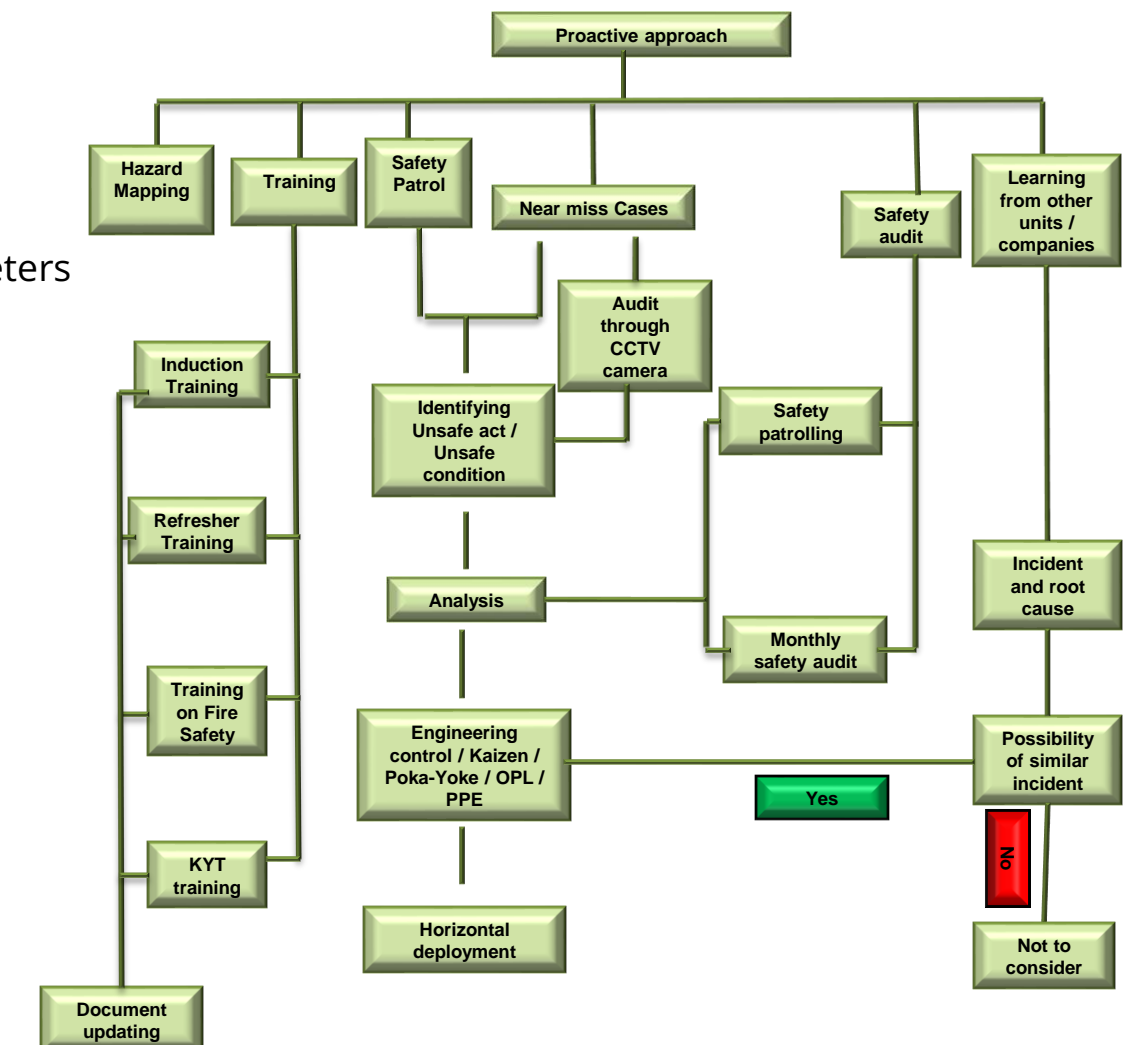 Proactive approach
Hazard
Mapping
Training
Safety
Patrol
Near miss Cases
Safety
audit
Learning
from other
units /
companies
eters
Audit
through
CCTV
camera
Induction
Training
Identifying
Unsafe act /
Unsafe
condition
Safety
patrolling
Refresher
Training
Analysis
Incident
and root
cause
Monthly
safety audit
Training
on Fire
Safety
Engineering
control / Kaizen /
Poka-Yoke / OPL /
PPE
Possibility
of similar
incident
Yes
No
KYT
training
Horizontal
deployment
Not to
consider
Document
updating